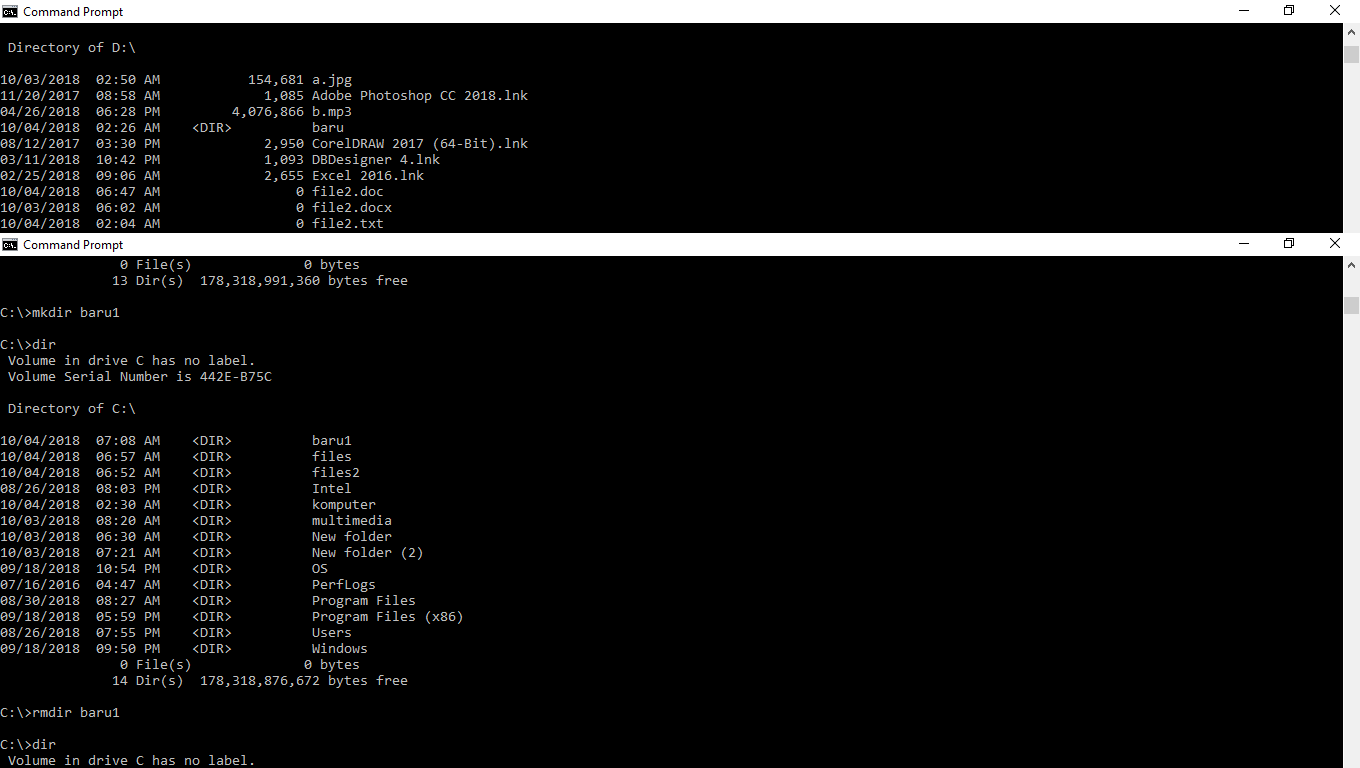 Command Prompt
Directory of D:\
10/03/2018  02:50 AM           154,681 a.jpg
11/20/2017  08:58 AM             1,085 Adobe Photoshop CC 2018.lnk
04/26/2018  06:28 PM         4,076,866 b.mp3
10/04/2018  02:26 AM    <DIR>          baru
08/12/2017  03:30 PM             2,950 CorelDRAW 2017 (64-Bit).lnk
03/11/2018  10:42 PM             1,093 DBDesigner 4.lnk
02/25/2018  09:06 AM             2,655 Excel 2016.lnk
10/04/2018  06:47 AM                 0 file2.doc
10/03/2018  06:02 AM                 0 file2.docx
10/04/2018  02:04 AM                 0 file2.txt
Command Prompt
0 File(s)              0 bytes
13 Dir(s)  178,318,991,360 bytes free
C:\>mkdir baru1
C:\>dir
Volume in drive C has no label.
Volume Serial Number is 442E-B75C
Directory of C:\
10/04/2018  07:08 AM    <DIR>          baru1
10/04/2018  06:57 AM    <DIR>          files
10/04/2018  06:52 AM    <DIR>          files2
08/26/2018  08:03 PM    <DIR>          Intel
10/04/2018  02:30 AM    <DIR>          komputer
10/03/2018  08:20 AM    <DIR>          multimedia
10/03/2018  06:30 AM    <DIR>          New folder
10/03/2018  07:21 AM    <DIR>          New folder (2)
09/18/2018  10:54 PM    <DIR>          OS
07/16/2016  04:47 AM    <DIR>          PerfLogs
08/30/2018  08:27 AM    <DIR>          Program Files
09/18/2018  05:59 PM    <DIR>          Program Files (x86)
08/26/2018  07:55 PM    <DIR>          Users
09/18/2018  09:50 PM    <DIR>          Windows
0 File(s)              0 bytes
14 Dir(s)  178,318,876,672 bytes free
C:\>rmdir baru1
C:\>dir
Volume in drive C has no label.